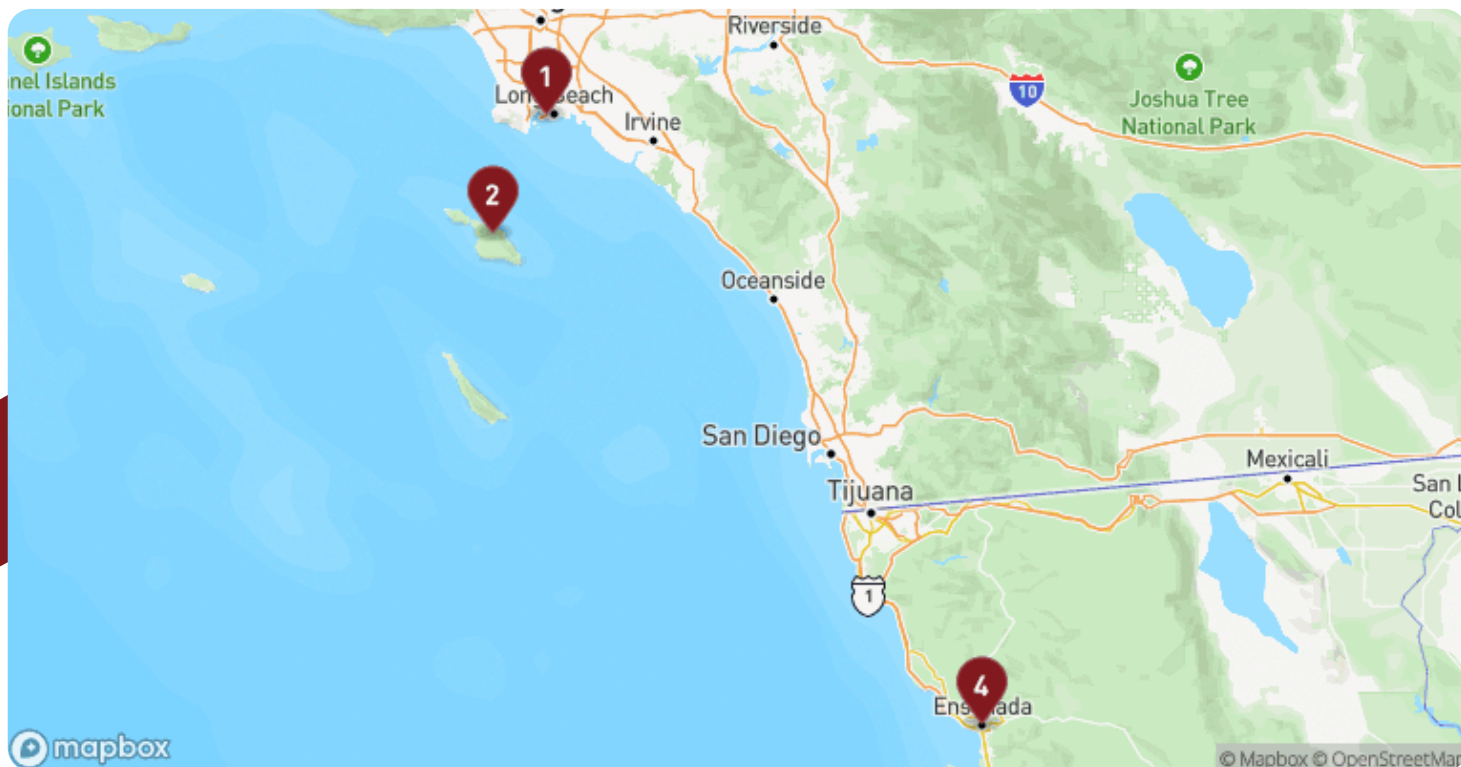 Riverside
1
Long Beach
nel Islands
ional Park
10
Joshua Tree
National Park
Irvine
2
Oceanside
San Diego
Mexicali
Tijuana
San L
Col
1
4
Ensenada
mapbox
© Mapbox © OpenStreetMap